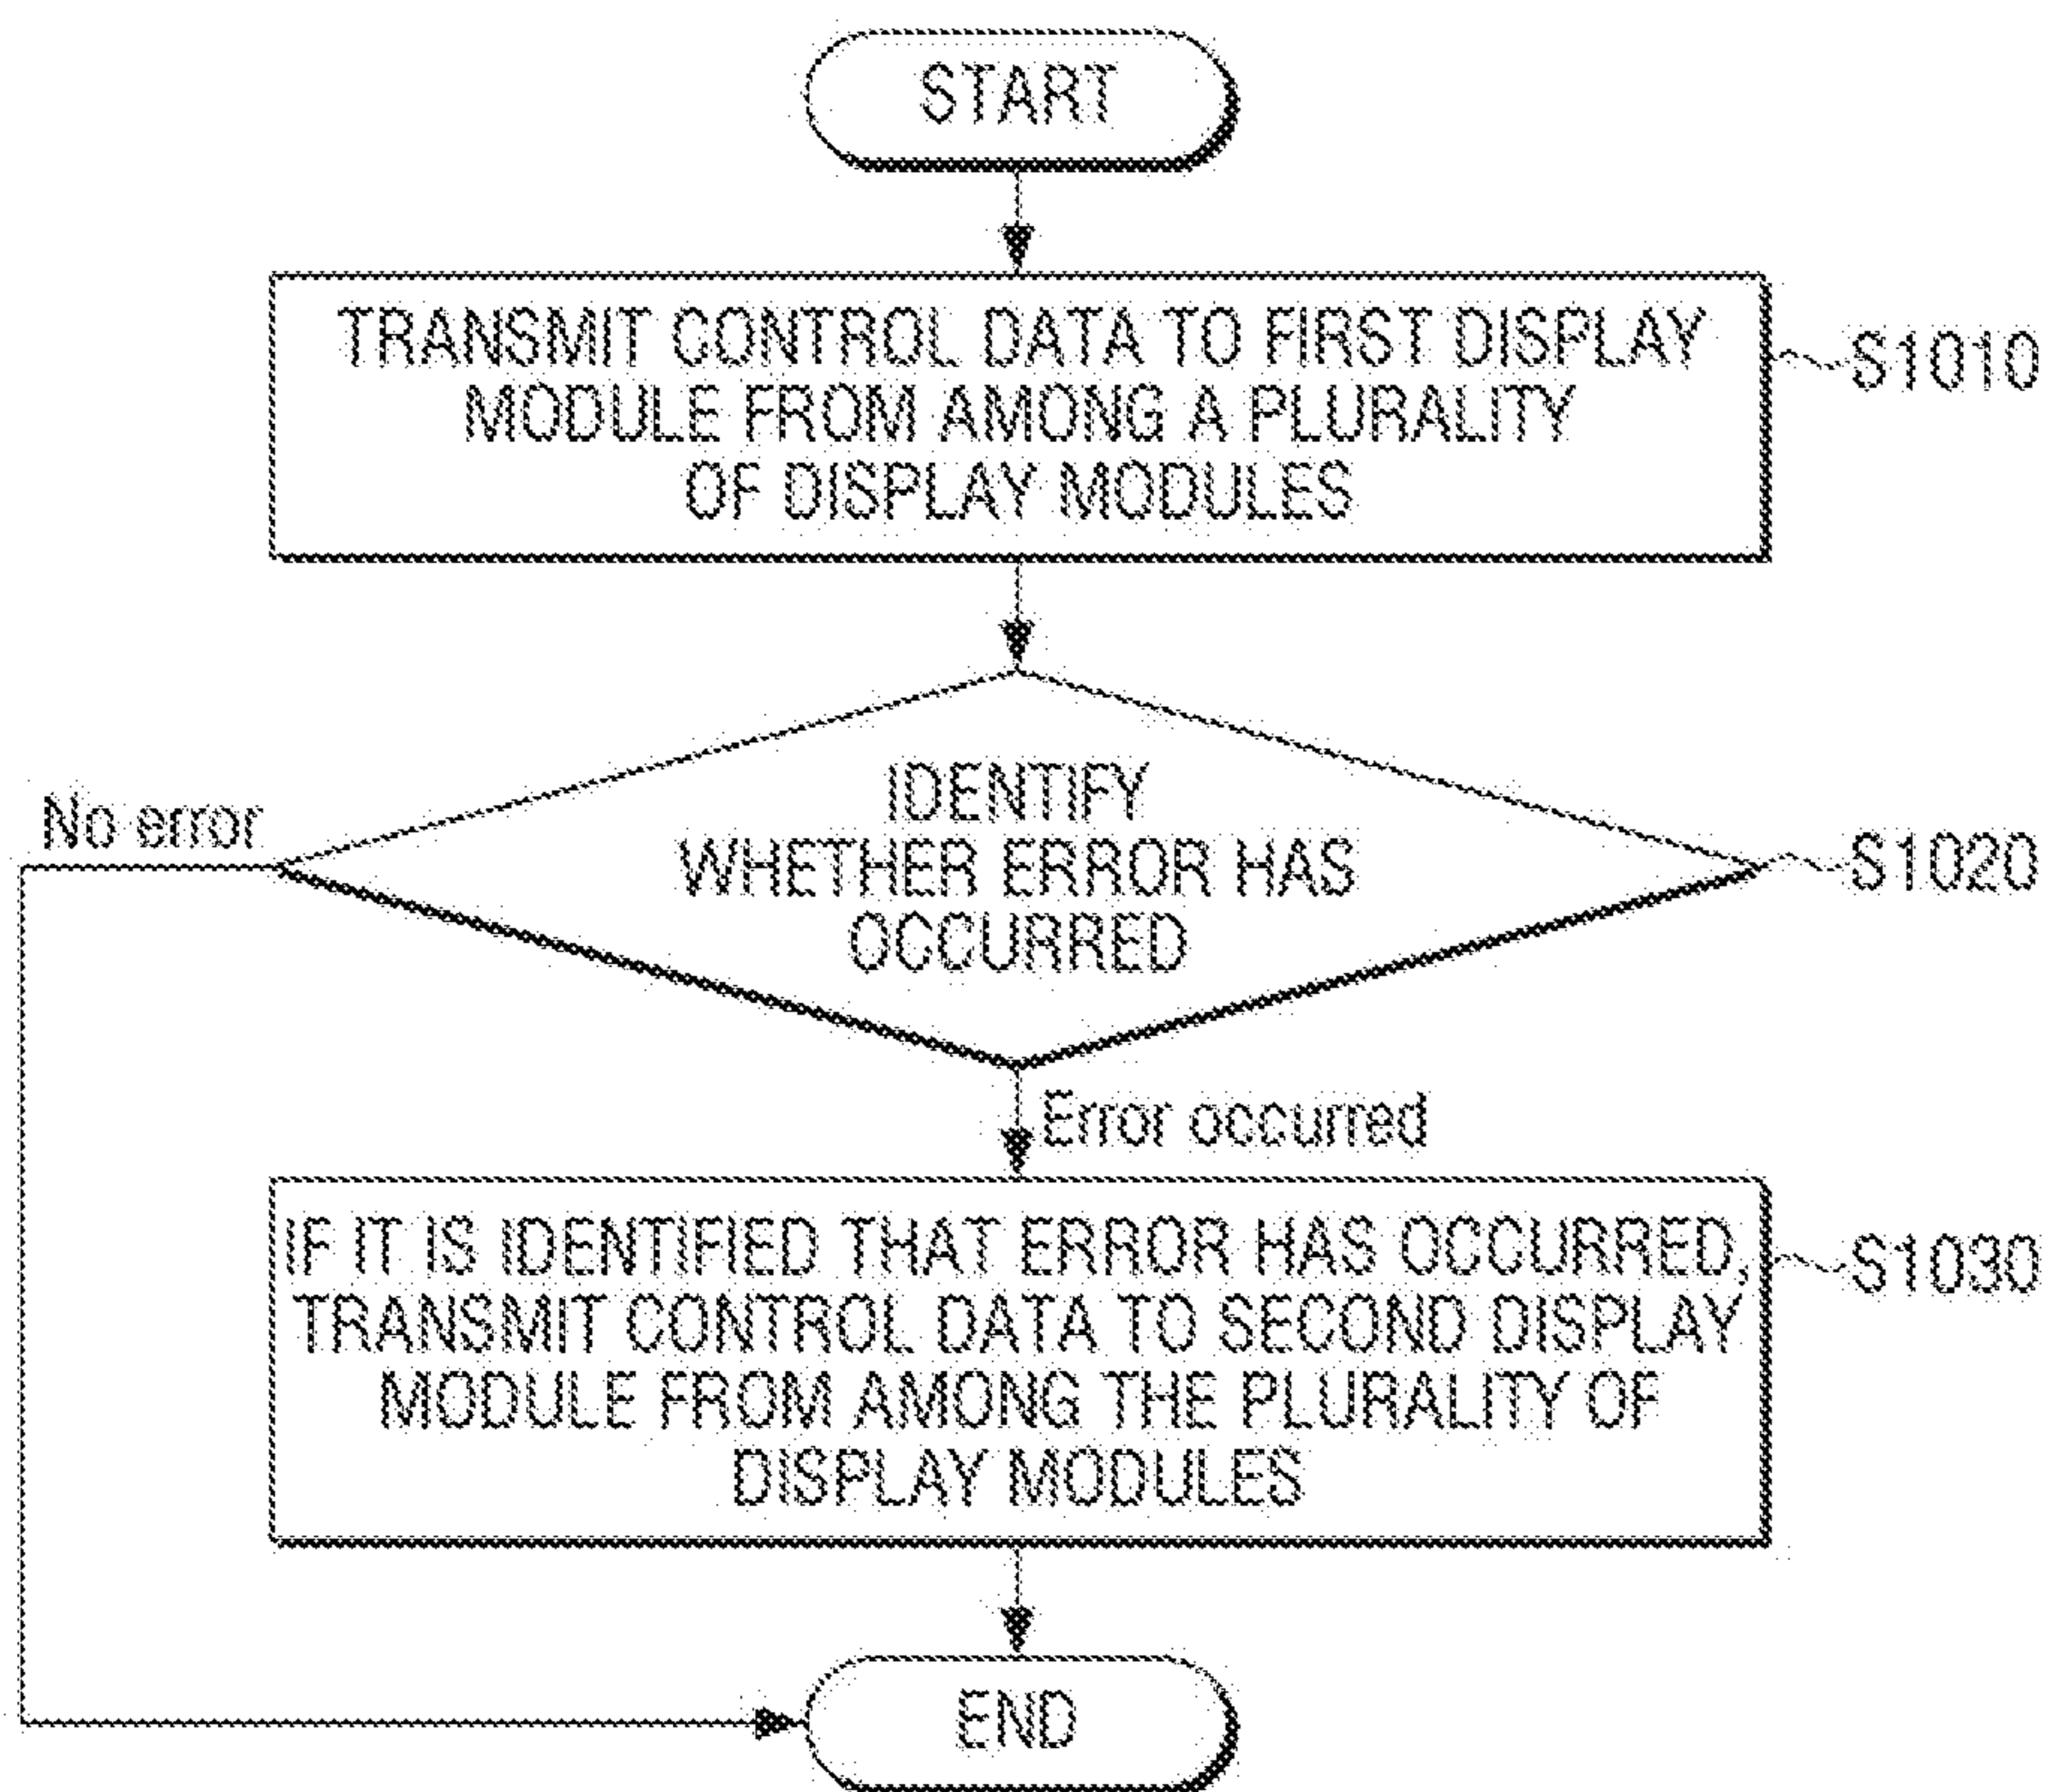 START
TRANSMIT CONTROL DATA TO FIRST DISPLAY
MODULE FROM AMONG A PLURALITY
OF DISPLAY MODULES
S1010
IDENTIFY
WHETHER ERROR HAS
OCCURRED
S1020
No error
Error occurred
IF IT IS IDENTIFIED THAT ERROR HAS OCCURRED,
TRANSMIT CONTROL DATA TO SECOND DISPLAY
MODULE FROM AMONG THE PLURALITY OF
DISPLAY MODULES
S1030
END